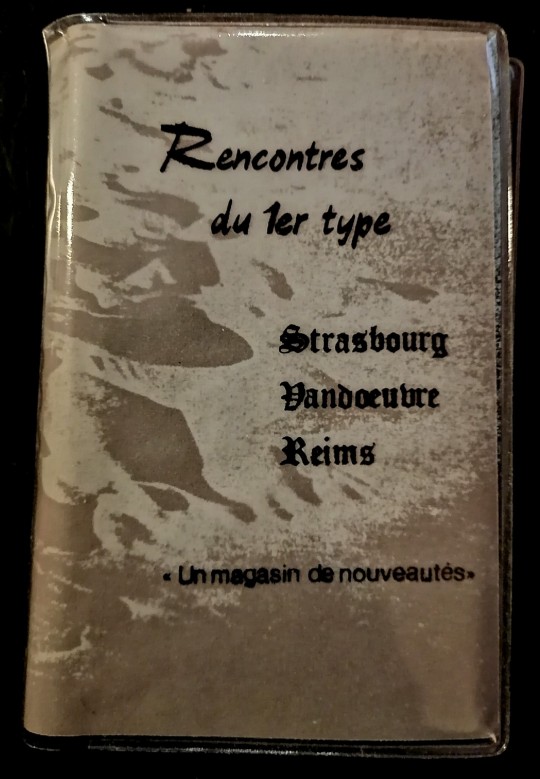 Rencontres
du 1er type
Strasbourg
Vandoeuvre
Reims
« Un magasin de nouveautés»